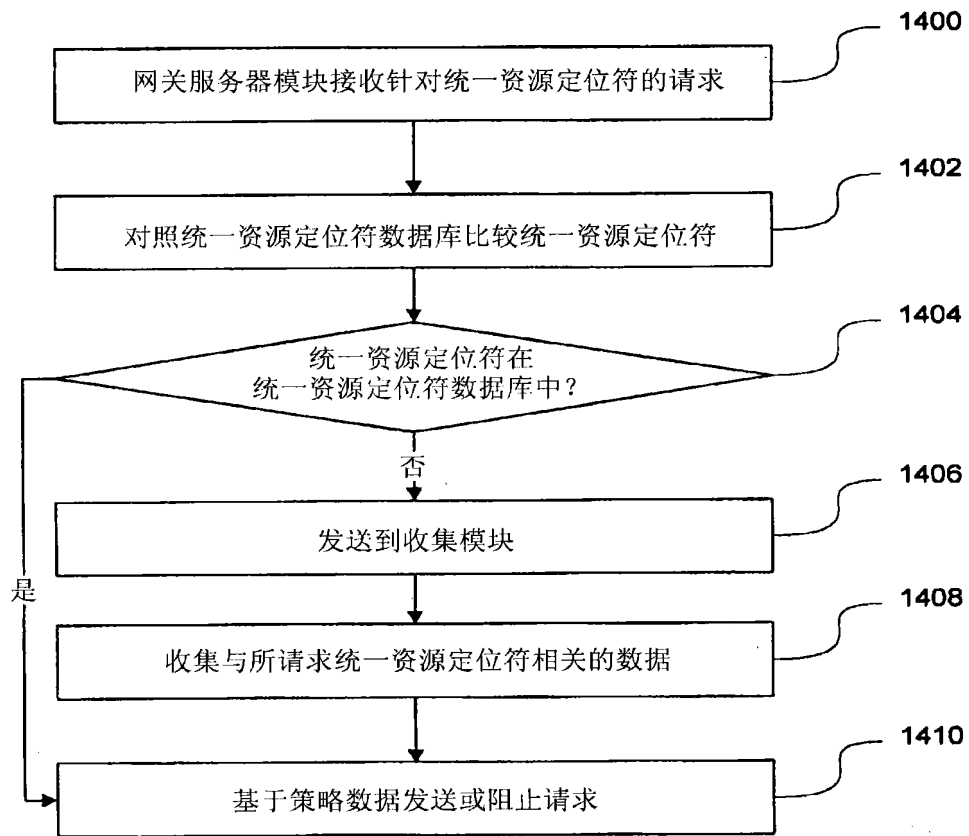 1400
网关服务器模块接收针对统一资源定位符的请求
1402
对照统一资源定位符数据库比较统一资源定位符
1404
统一资源定位符在
统一资源定位符数据库中？
否
1406
发送到收集模块
是
1408
收集与所请求统一资源定位符相关的数据
1410
基于策略数据发送或阻止请求